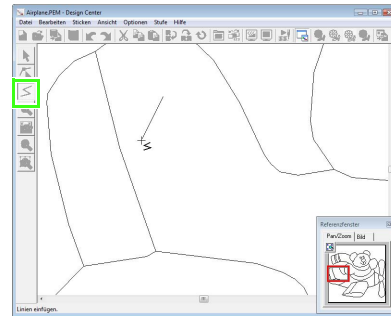 Airplane.PEM - Design Center
Datei Bearbeiten Sticken Ansicht Optionen Stufe Hilfe
Referenzfenster
Pan/Zoom Bild
Linien einfügen.